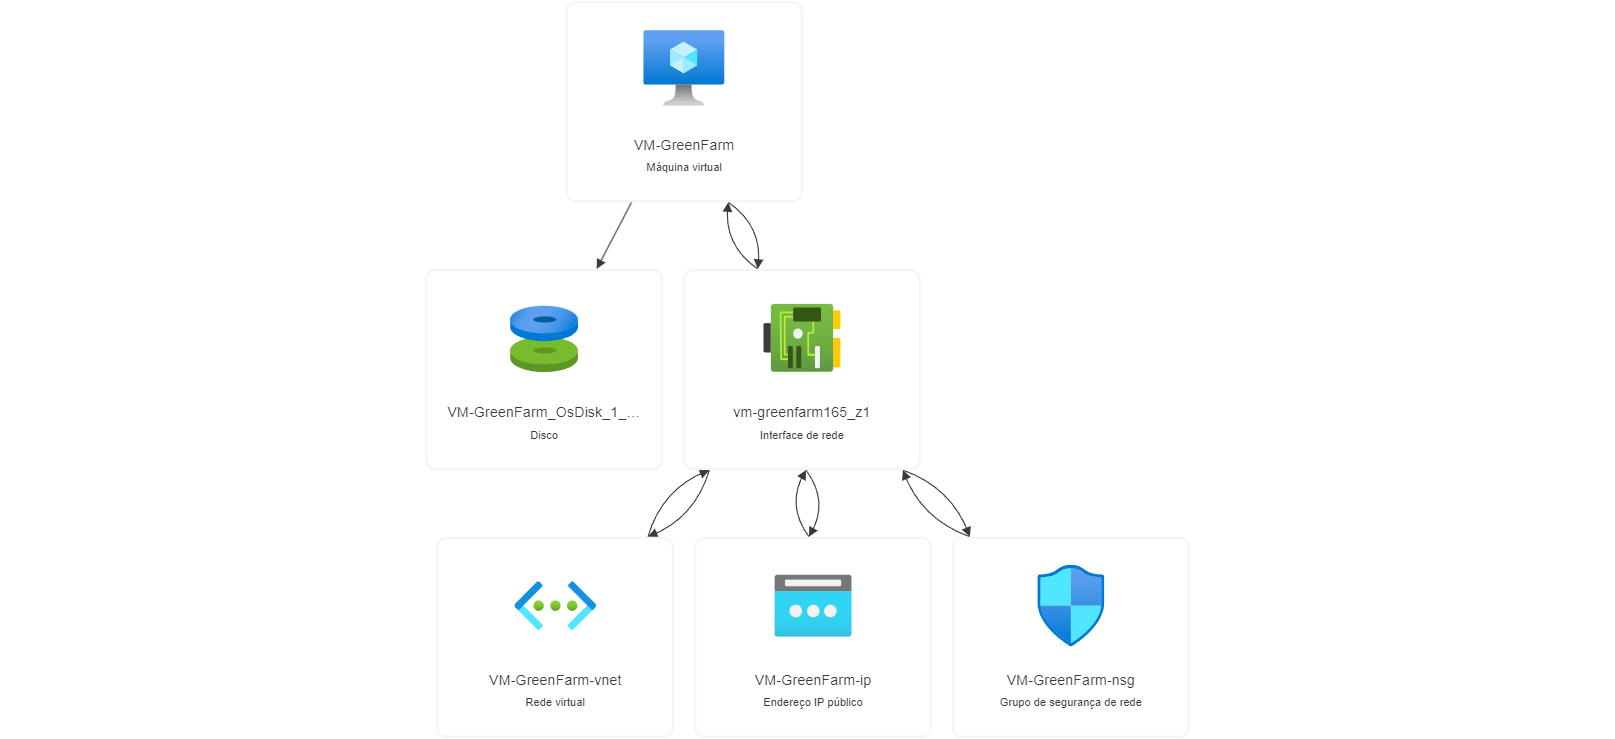 VM-GreenFarm
Máquina virtual
VM-GreenFarm_OsDisk_1_...
Disco
vm-greenfarm165_z1
Interface de rede
VM-GreenFarm-vnet
Rede virtual
VM-GreenFarm-ip
Endereço IP público
VM-GreenFarm-nsg
Grupo de segurança de rede